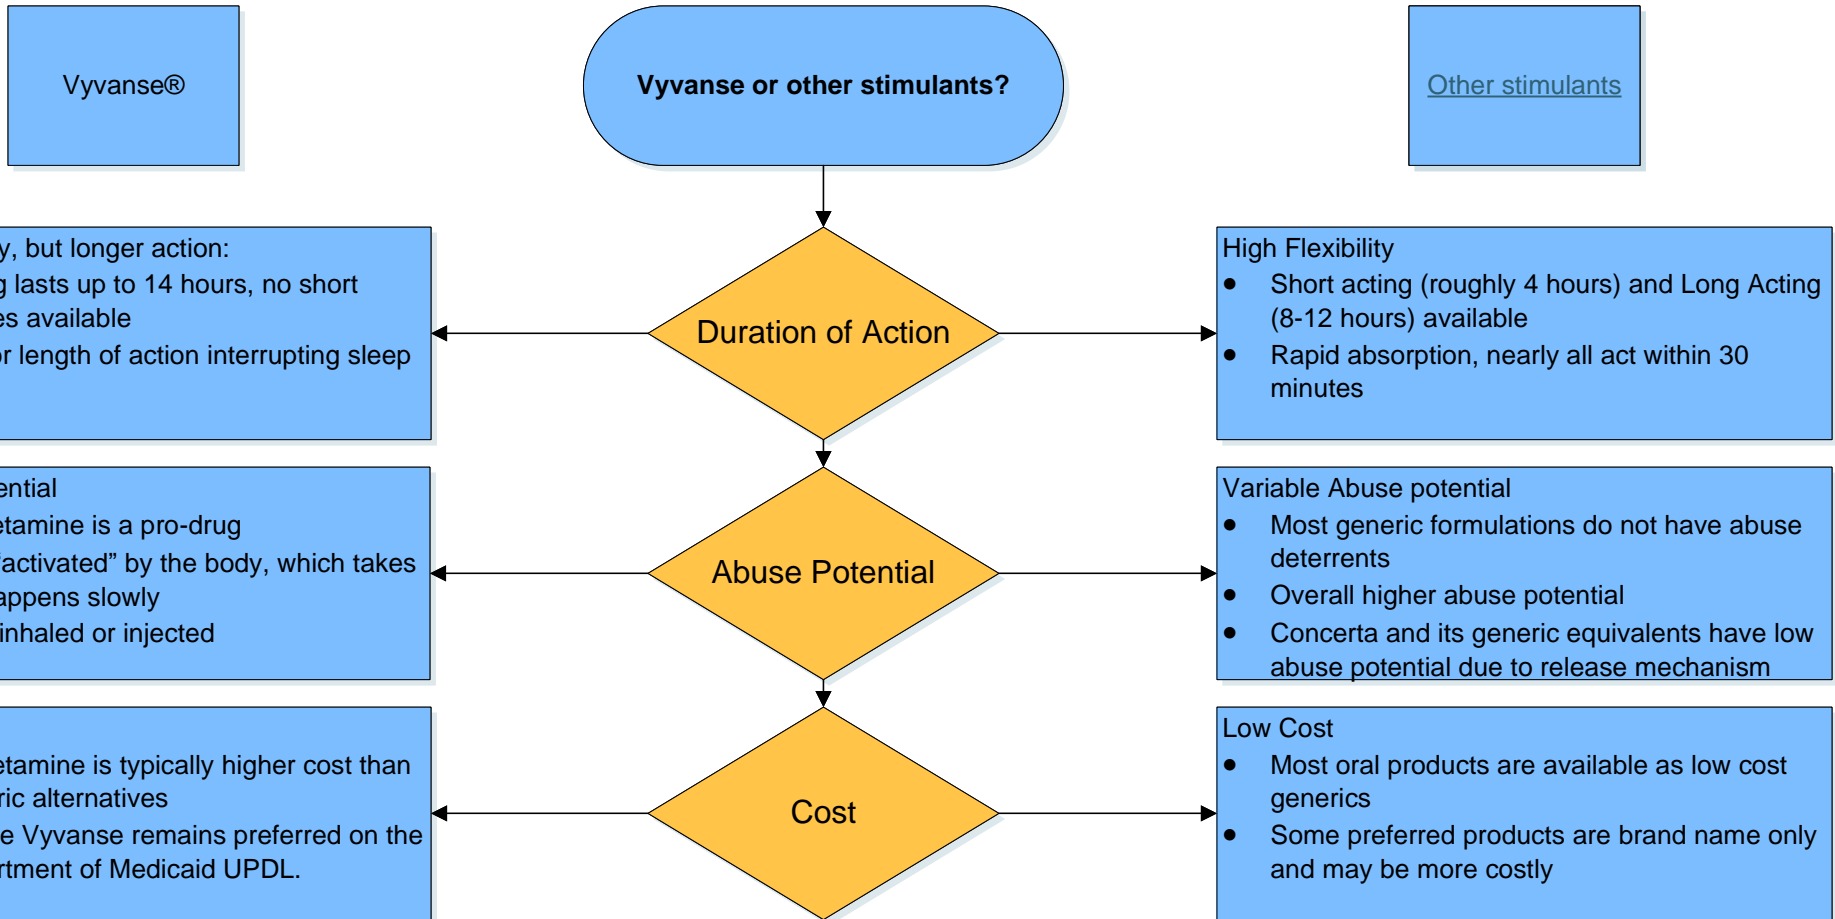 Vyvanse®
Vyvanse or other stimulants?
Other stimulants
y, but longer action:
g lasts up to 14 hours, no short
es available
or length of action interrupting sleep
Duration of Action
High Flexibility
● Short acting (roughly 4 hours) and Long Acting
(8-12 hours) available
● Rapid absorption, nearly all act within 30
minutes
ential
etamine is a pro-drug
“activated” by the body, which takes
appens slowly
inhaled or injected
Abuse Potential
Variable Abuse potential
● Most generic formulations do not have abuse
deterrents
● Overall higher abuse potential
● Concerta and its generic equivalents have low
abuse potential due to release mechanism
etamine is typically higher cost than
ric alternatives
e Vyvanse remains preferred on the
rtment of Medicaid UPDL.
Cost
Low Cost
● Most oral products are available as low cost
generics
● Some preferred products are brand name only
and may be more costly